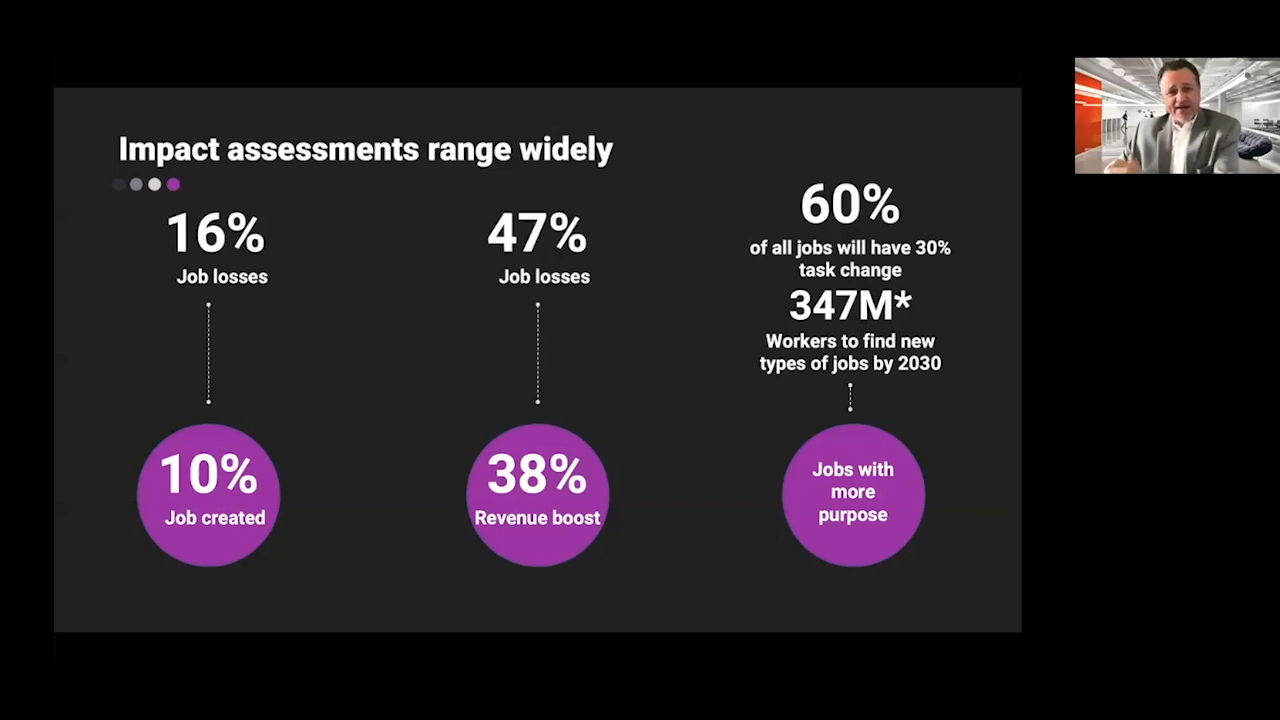 Impact assessments range widely
16%
Job losses
10%
Job created
47%
Job losses
38%
Revenue boost
60%
of all jobs will have 30%
task change
347M*
Workers to find new
types of jobs by 2030
Jobs with
more
purpose